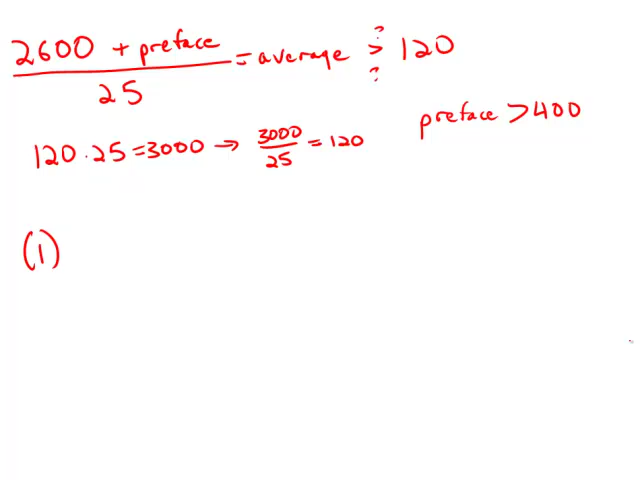 2600 + preface / 25 = average ? > ? 120
120 · 25 = 3000 → 3000 / 25 = 120
preface > 400
(1)